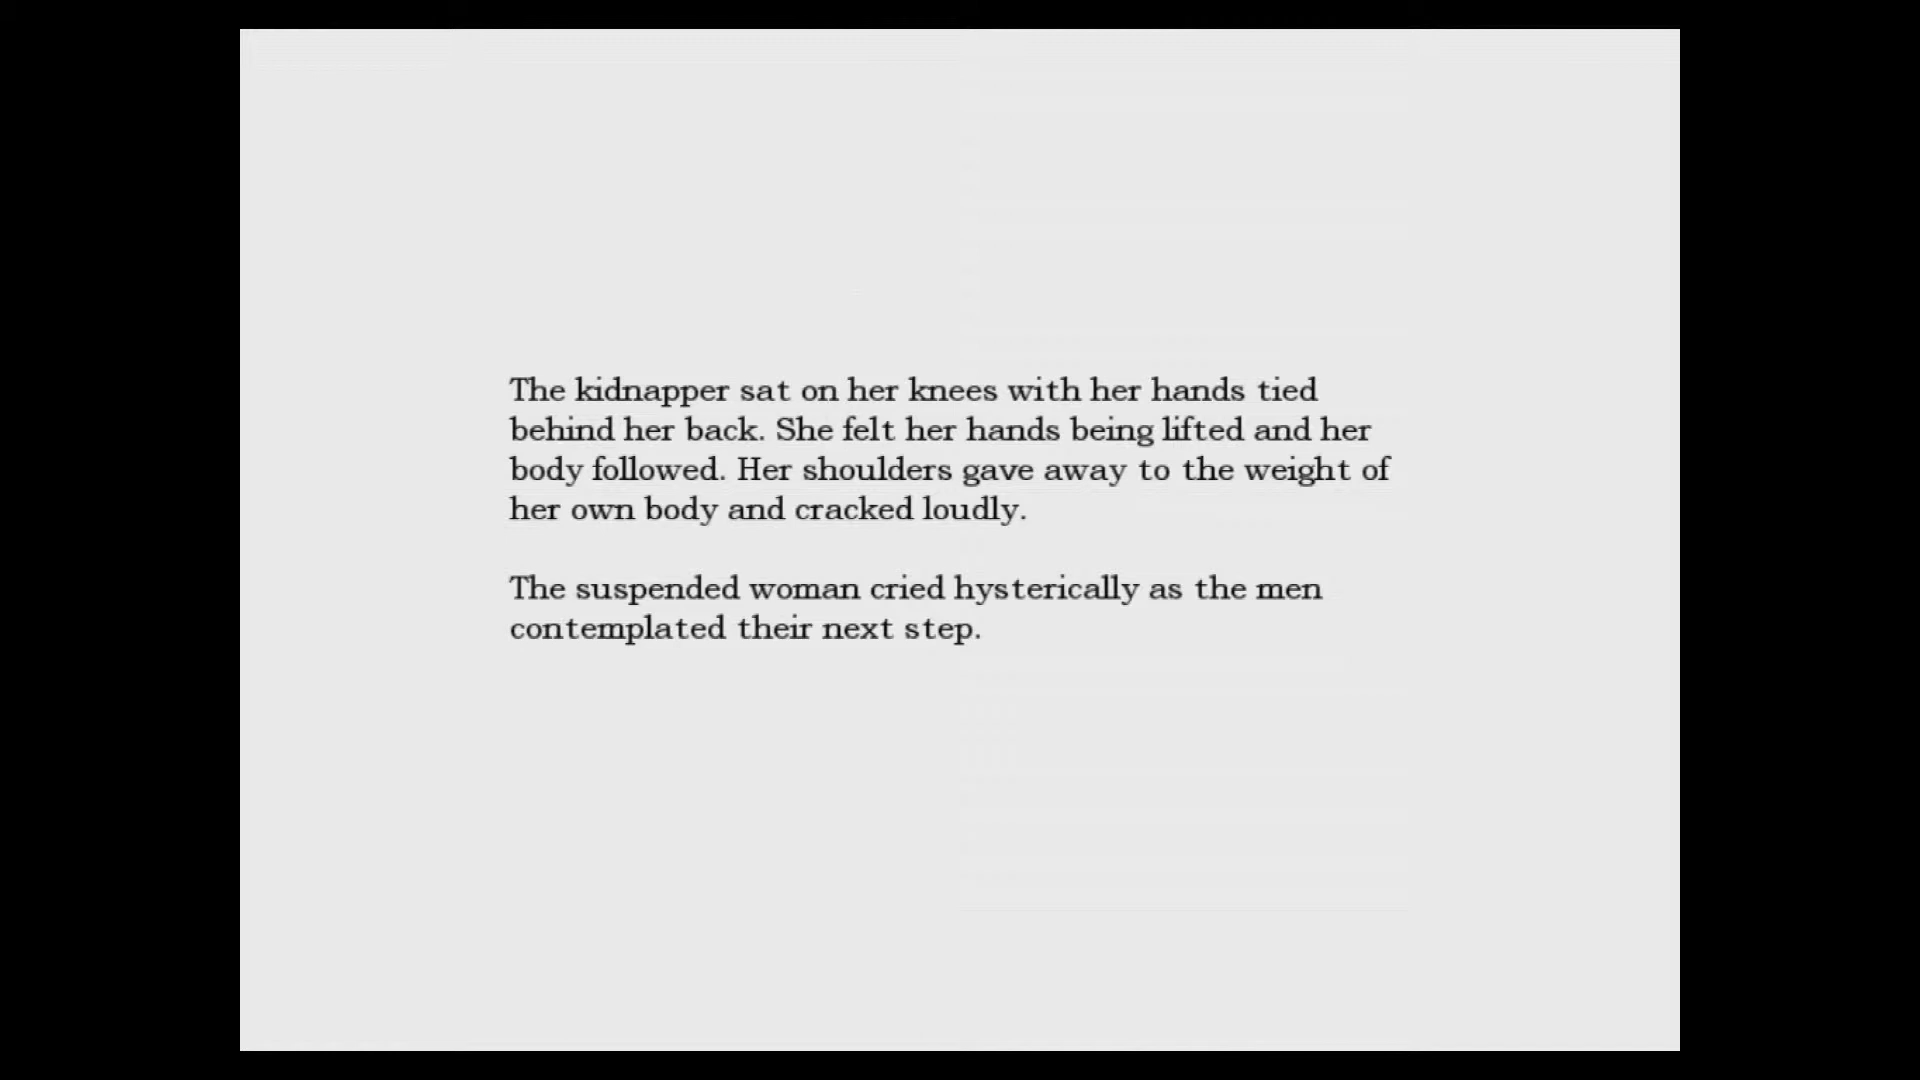 The kidnapper sat on her knees with her hands tied
behind her back. She felt her hands being lifted and her
body followed. Her shoulders gave away to the weight of
her own body and cracked loudly.
The suspended woman cried hysterically as the men
contemplated their next step.